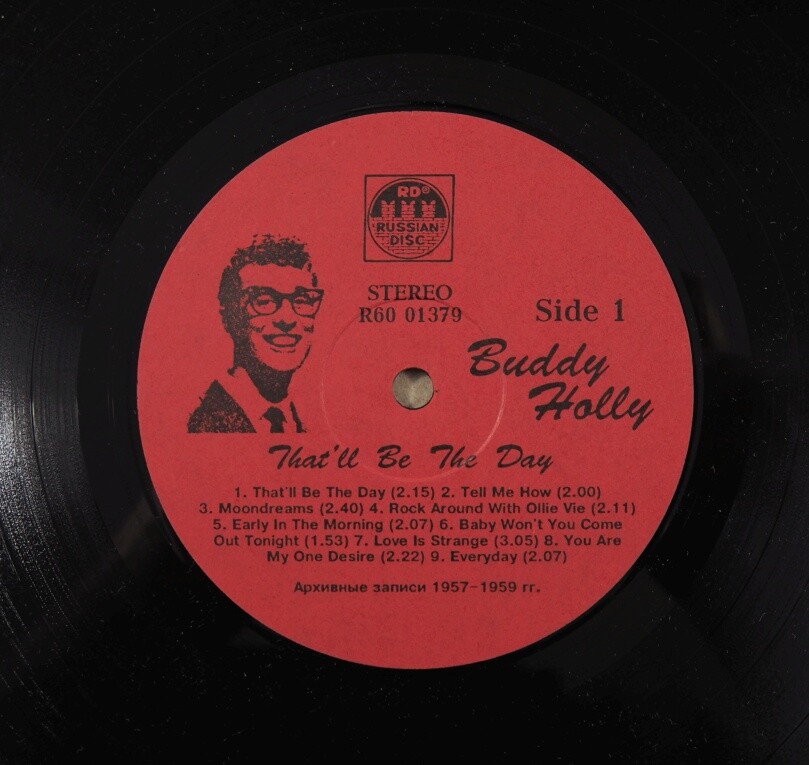 RD®
RUSSIAN
DISC
STEREO
R60 01379
Side 1
Buddy
Holly
That'll Be The Day
1. That'll Be The Day (2.15) 2. Tell Me How (2.00)
3. Moondreams (2.40) 4. Rock Around With Ollie Vie (2.11)
5. Early In The Morning (2.07) 6. Baby Won't You Come
Out Tonight (1.53) 7. Love Is Strange (3.05) 8. You Are
My One Desire (2.22) 9. Everyday (2.07)
Архивные записи 1957-1959 гг.